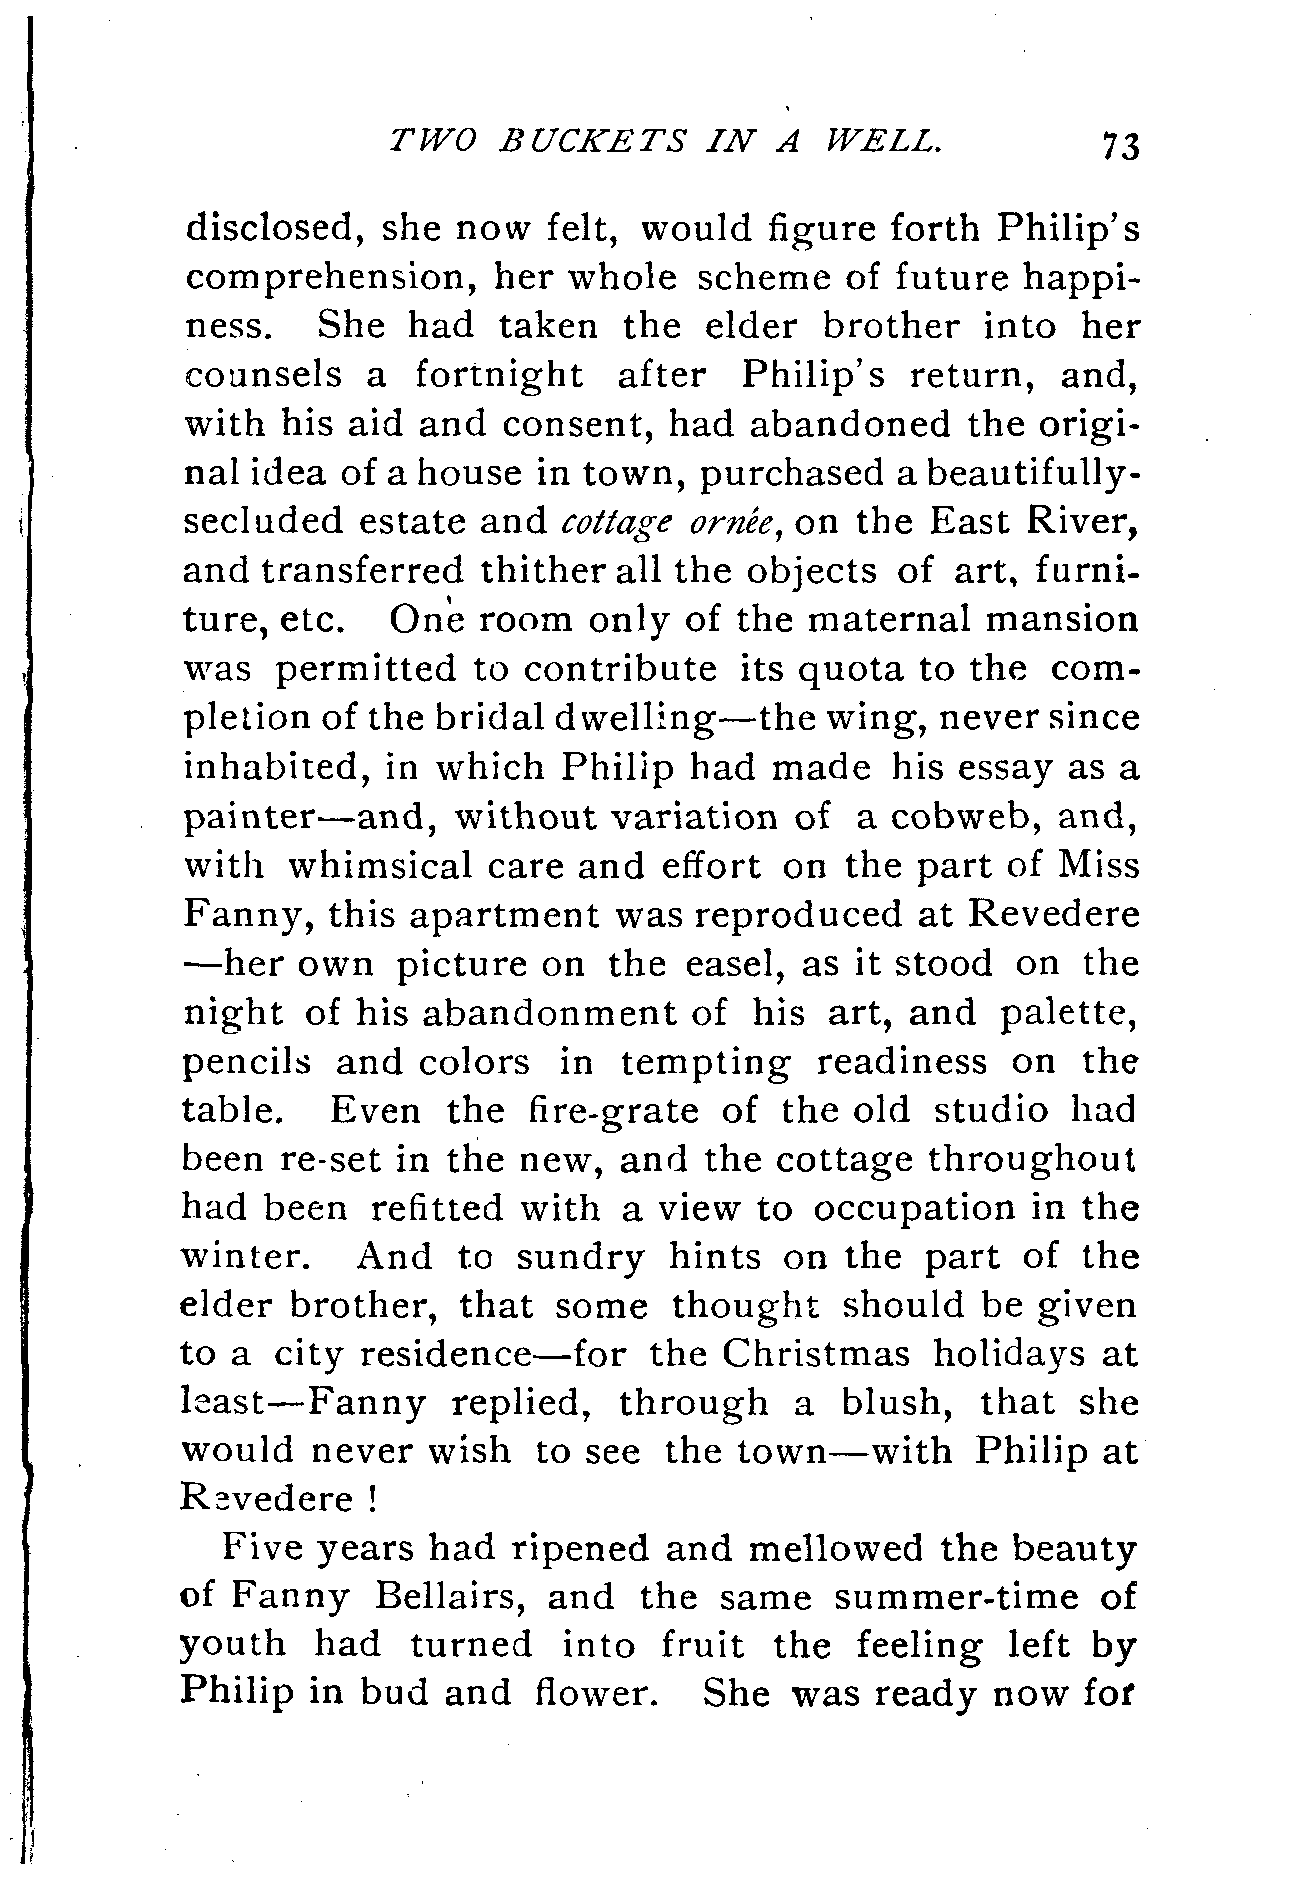 TWO BUCKETS IN A WELL. 73
disclosed, she now felt, would figure forth Philip's
comprehension, her whole scheme of future happi-
ness. She had taken the elder brother into her
counsels a fortnight after Philip's return, and,
with his aid and consent, had abandoned the origi-
nal idea of a house in town, purchased a beautifully-
secluded estate and cottage ornée, on the East River,
and transferred thither all the objects of art, furni-
ture, etc. One room only of the maternal mansion
was permitted to contribute its quota to the com-
pletion of the bridal dwelling—the wing, never since
inhabited, in which Philip had made his essay as a
painter—and, without variation of a cobweb, and,
with whimsical care and effort on the part of Miss
Fanny, this apartment was reproduced at Revedere
—her own picture on the easel, as it stood on the
night of his abandonment of his art, and palette,
pencils and colors in tempting readiness on the
table. Even the fire-grate of the old studio had
been re-set in the new, and the cottage throughout
had been refitted with a view to occupation in the
winter. And to sundry hints on the part of the
elder brother, that some thought should be given
to a city residence—for the Christmas holidays at
least—Fanny replied, through a blush, that she
would never wish to see the town—with Philip at
Revedere !
Five years had ripened and mellowed the beauty
of Fanny Bellairs, and the same summer-time of
youth had turned into fruit the feeling left by
Philip in bud and flower. She was ready now for